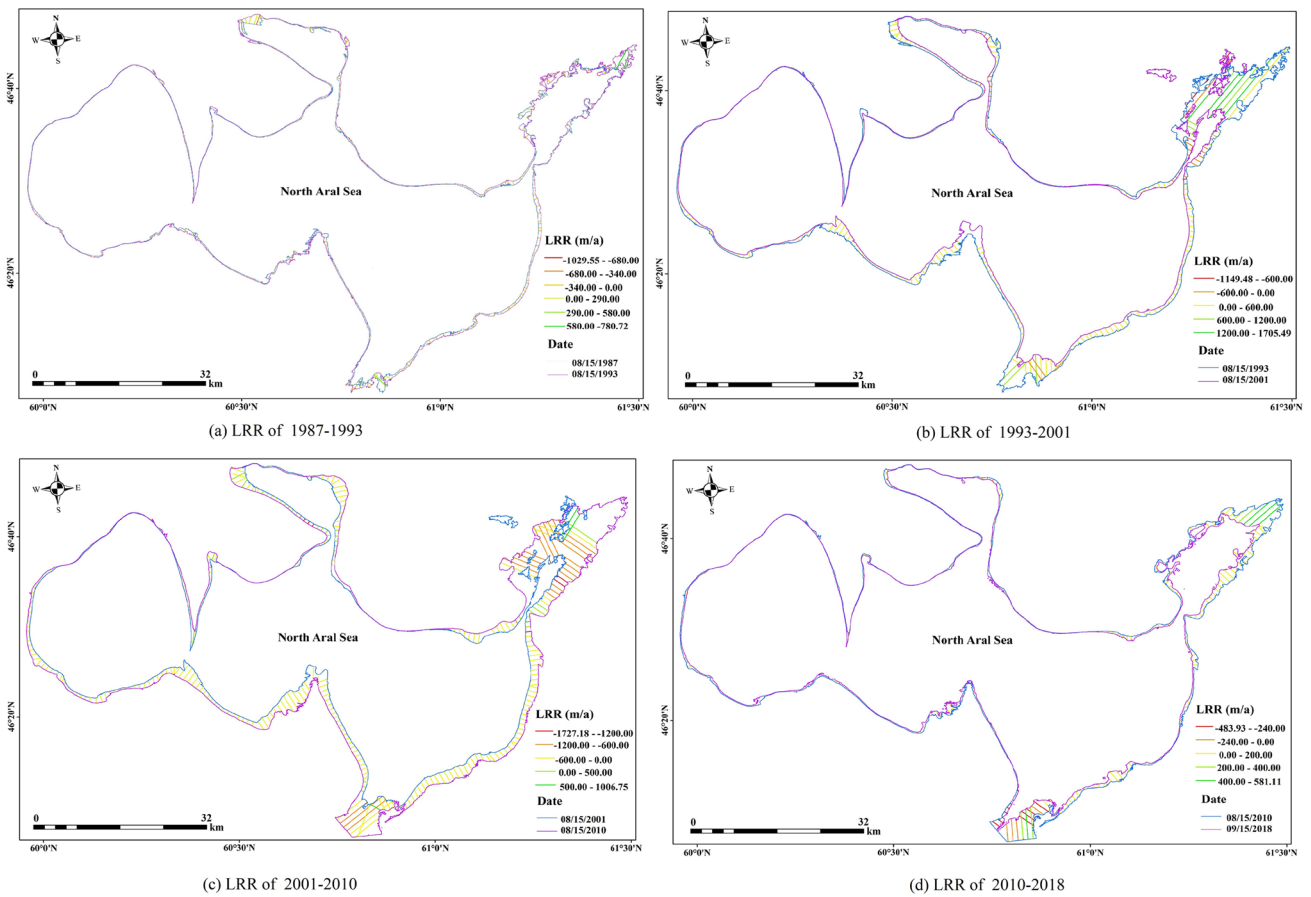 N
W E
S
46°40'N
46°20'N
North Aral Sea
LRR (m/a)
-1029.55 - -680.00
-680.00 - -340.00
-340.00 - 0.00
0.00 - 290.00
290.00 - 580.00
580.00 -780.72
Date
08/15/1987
08/15/1993
0 32
km
60°0'N 60°30'N 61°0'N 61°30'N
(a) LRR of 1987-1993
N
W E
S
46°40'N
46°20'N
North Aral Sea
LRR (m/a)
-1149.48 - -600.00
-600.00 - 0.00
0.00 - 600.00
600.00 - 1200.00
1200.00 - 1705.49
Date
08/15/1993
08/15/2001
0 32
km
60°0'N 60°30'N 61°0'N 61°30'N
(b) LRR of 1993-2001
N
W E
S
46°40'N
46°20'N
North Aral Sea
LRR (m/a)
-1727.18 - -1200.00
-1200.00 - -600.00
-600.00 - 0.00
0.00 - 500.00
500.00 - 1006.75
Date
08/15/2001
08/15/2010
0 32
km
60°0'N 60°30'N 61°0'N 61°30'N
(c) LRR of 2001-2010
N
W E
S
46°40'N
46°20'N
North Aral Sea
LRR (m/a)
-483.93 - -240.00
-240.00 - 0.00
0.00 - 200.00
200.00 - 400.00
400.00 - 581.11
Date
08/15/2010
09/15/2018
0 32
km
60°0'N 60°30'N 61°0'N 61°30'N
(d) LRR of 2010-2018